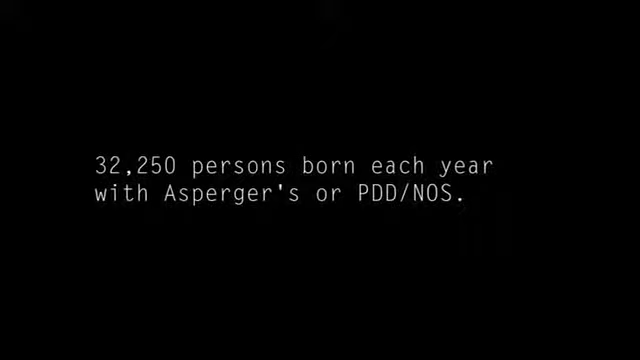 32,250 persons born each year
with Asperger's or PDD/NOS.